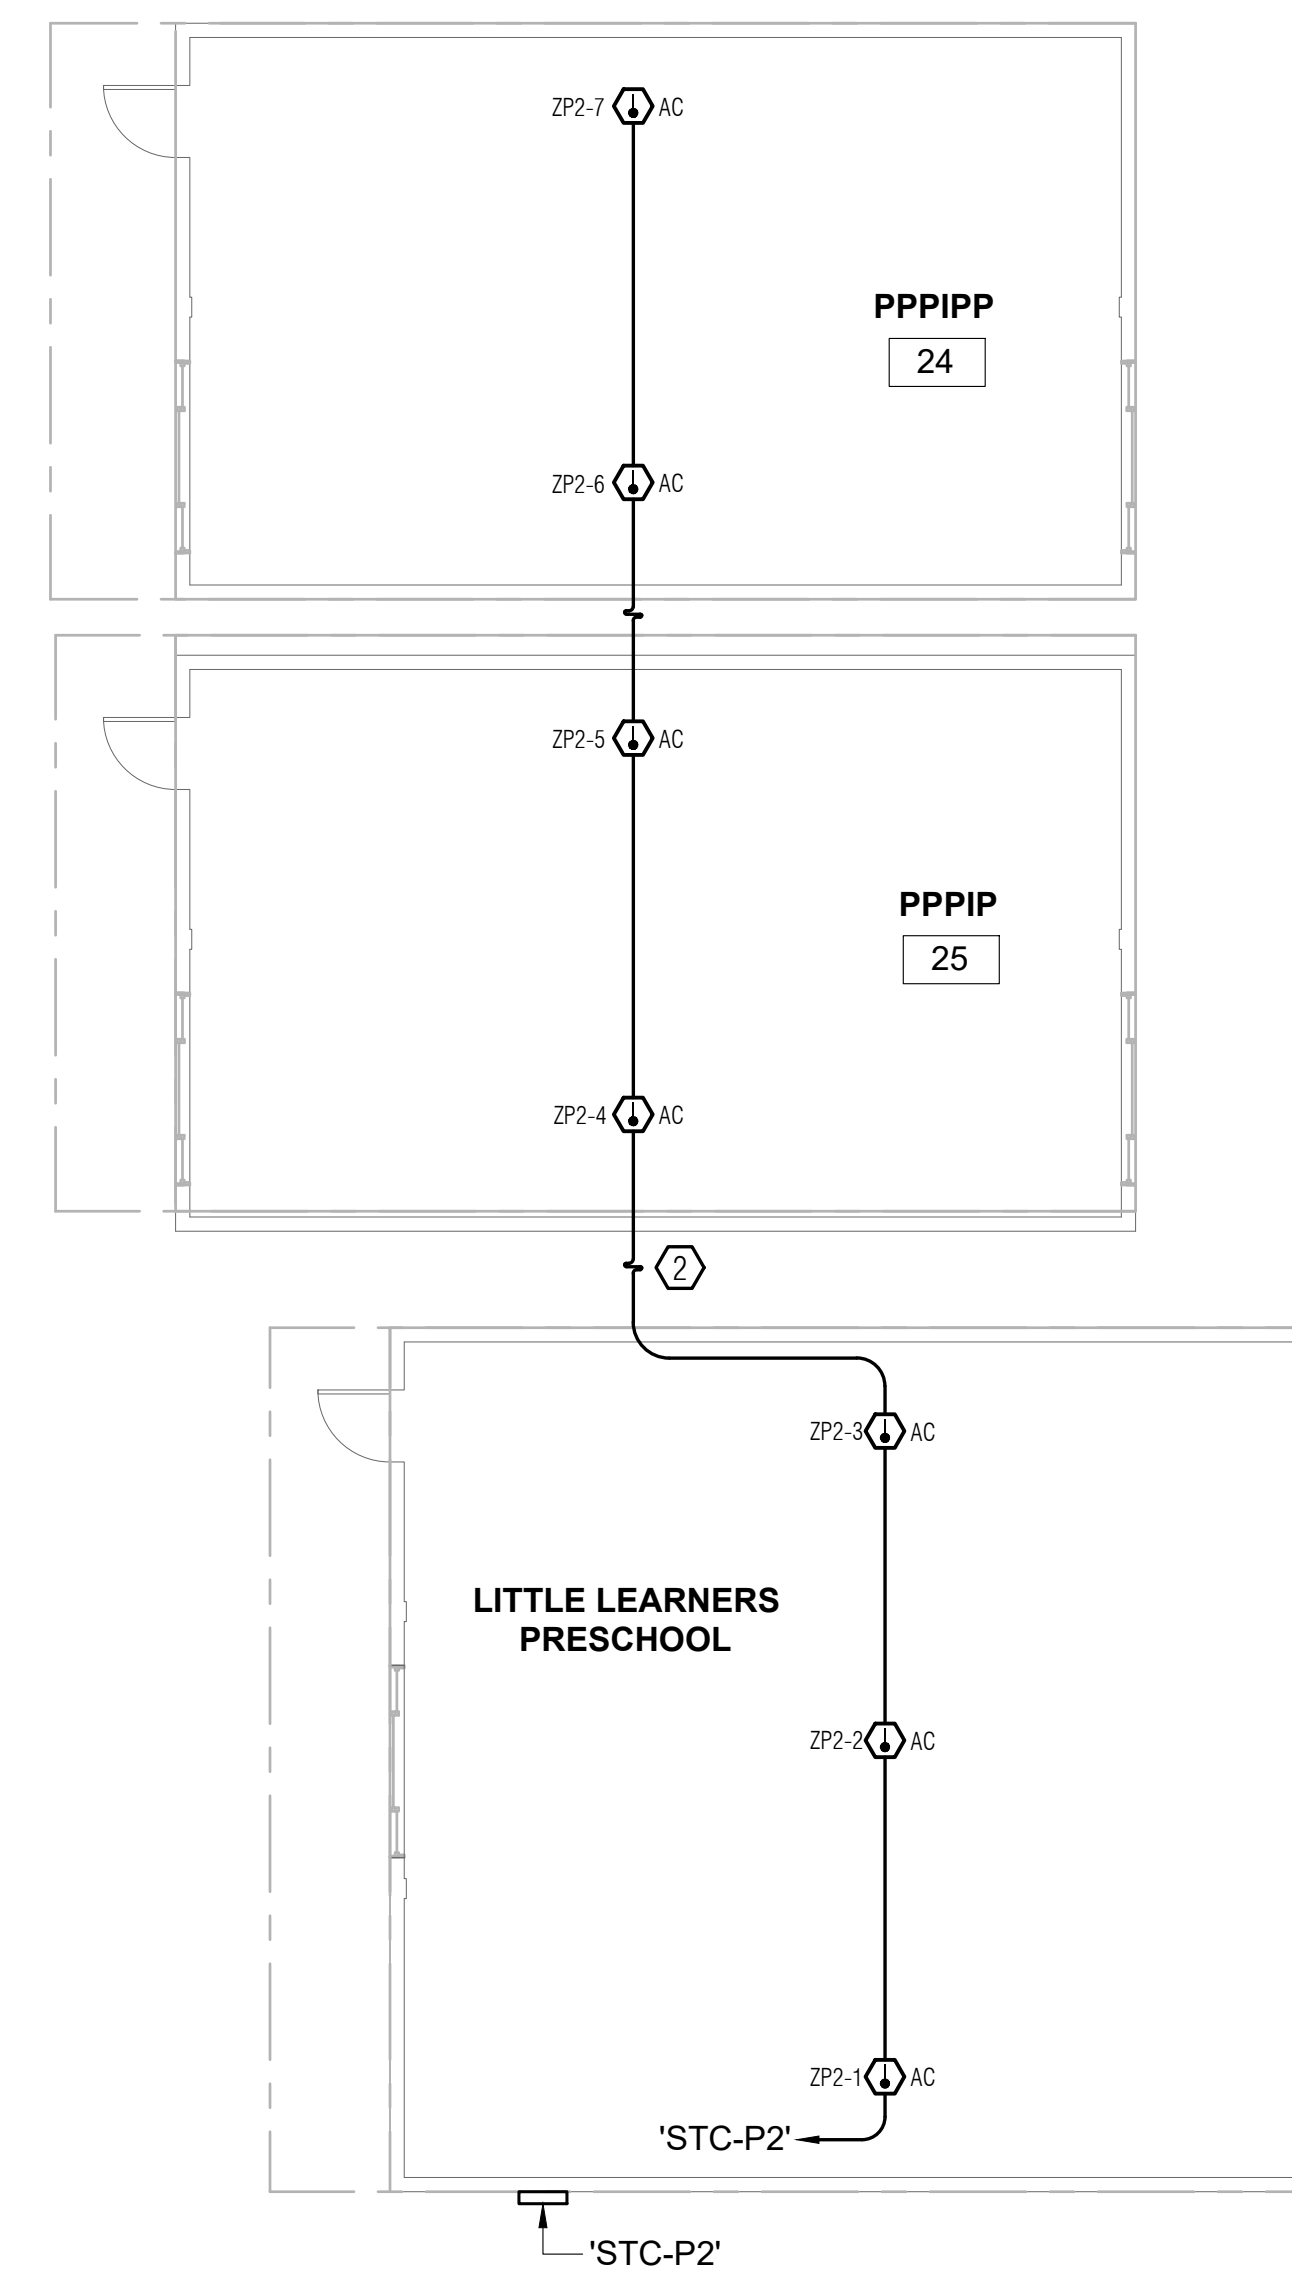 ZP2-7 AC
PPPIPP
24
ZP2-6 AC
ZP2-5 AC
PPPIP
25
ZP2-4 AC
2
ZP2-3 AC
LITTLE LEARNERS
PRESCHOOL
ZP2-2 AC
ZP2-1 AC
'STC-P2'
'STC-P2'